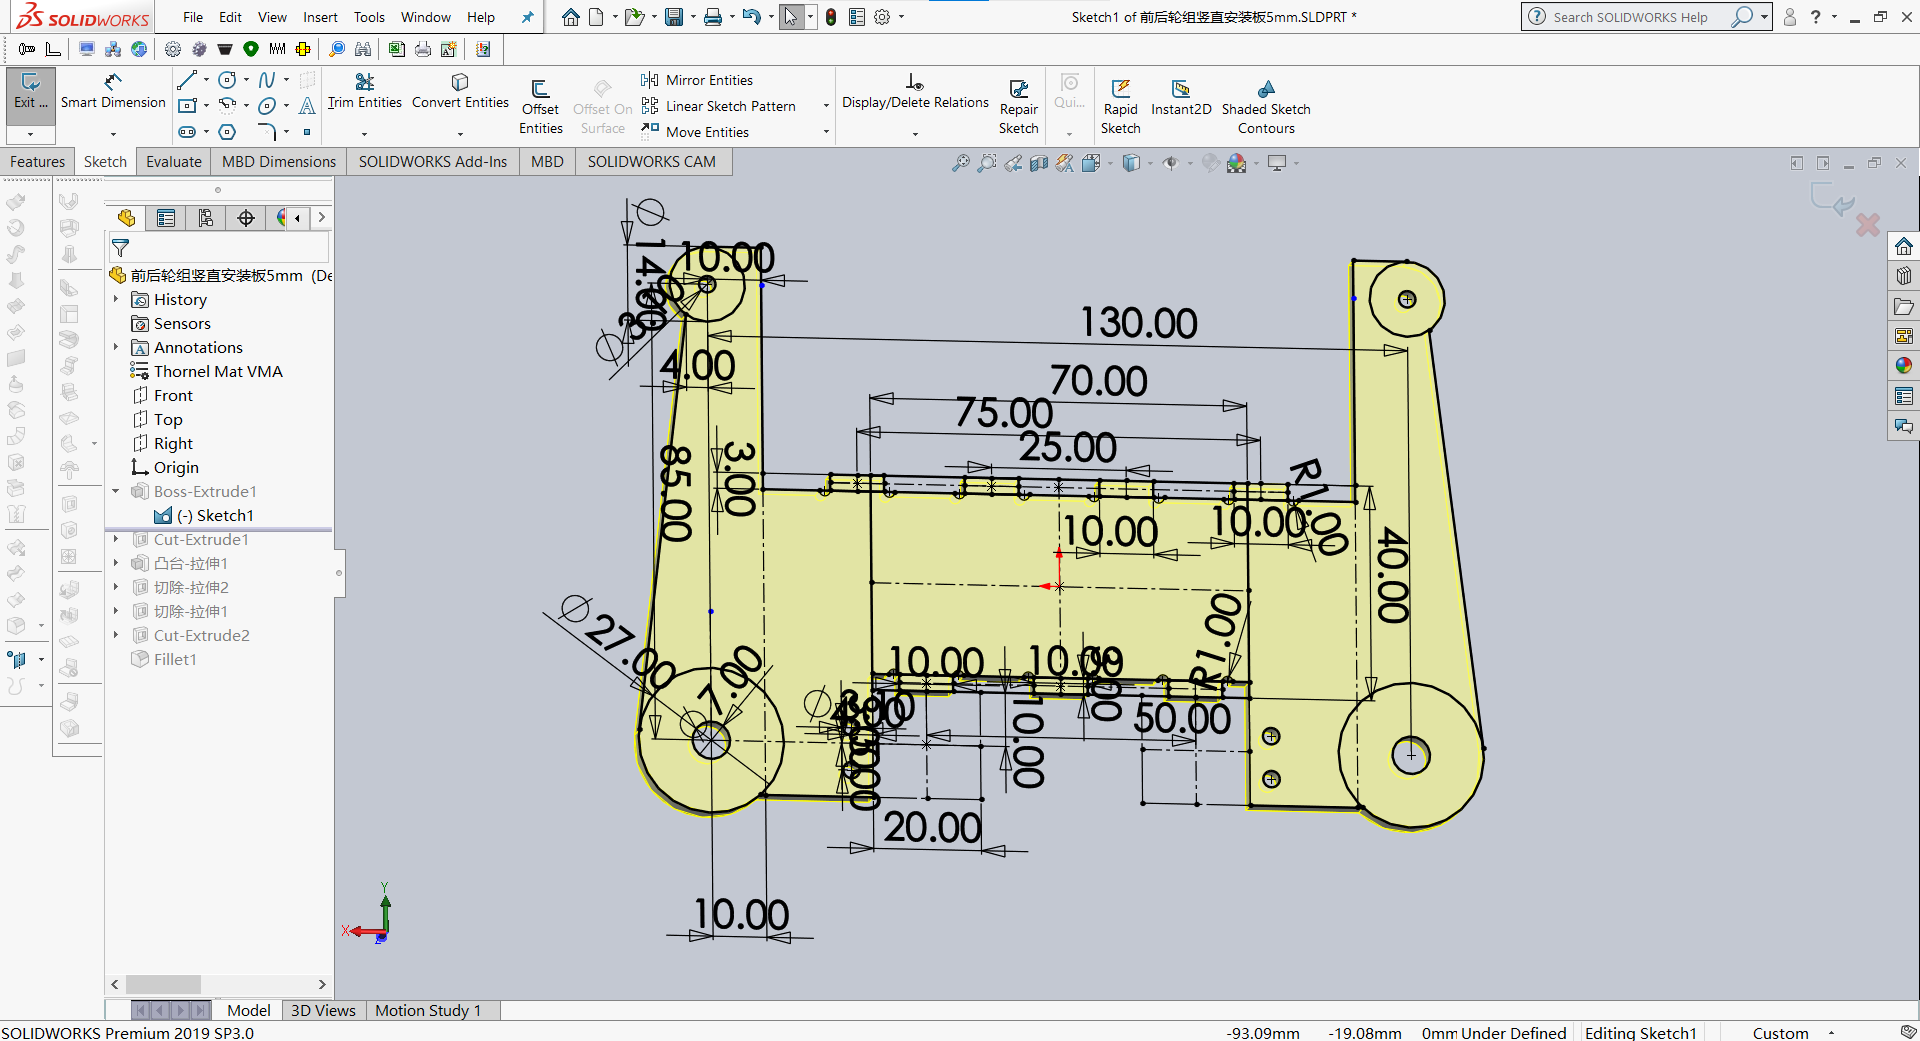 SOLIDWORKS
File Edit View Insert Tools Window Help
Sketch1 of 前后轮组竖直安装板5mm.SLDPRT *
Search SOLIDWORKS Help
Exit ...
Smart Dimension
Trim Entities
Convert Entities
Offset Entities
Offset On Surface
Mirror Entities
Linear Sketch Pattern
Move Entities
Display/Delete Relations
Repair Sketch
Qui...
Rapid Sketch
Instant2D
Shaded Sketch Contours
Features Sketch Evaluate MBD Dimensions SOLIDWORKS Add-Ins MBD SOLIDWORKS CAM
前后轮组竖直安装板5mm (De
History
Sensors
Annotations
Thornel Mat VMA
Front
Top
Right
Origin
Boss-Extrude1
(-) Sketch1
Cut-Extrude1
凸台-拉伸1
切除-拉伸2
切除-拉伸1
Cut-Extrude2
Fillet1
10.00
130.00
4.00
70.00
75.00
25.00
3.00
85.00
R1.00
10.00
10.00
40.00
27.00
7.00
R1.00
10.00
10.00
50.00
10.00
20.00
10.00
Y
X
Z
Model 3D Views Motion Study 1
SOLIDWORKS Premium 2019 SP3.0
-93.09mm -19.08mm 0mm Under Defined Editing Sketch1 Custom